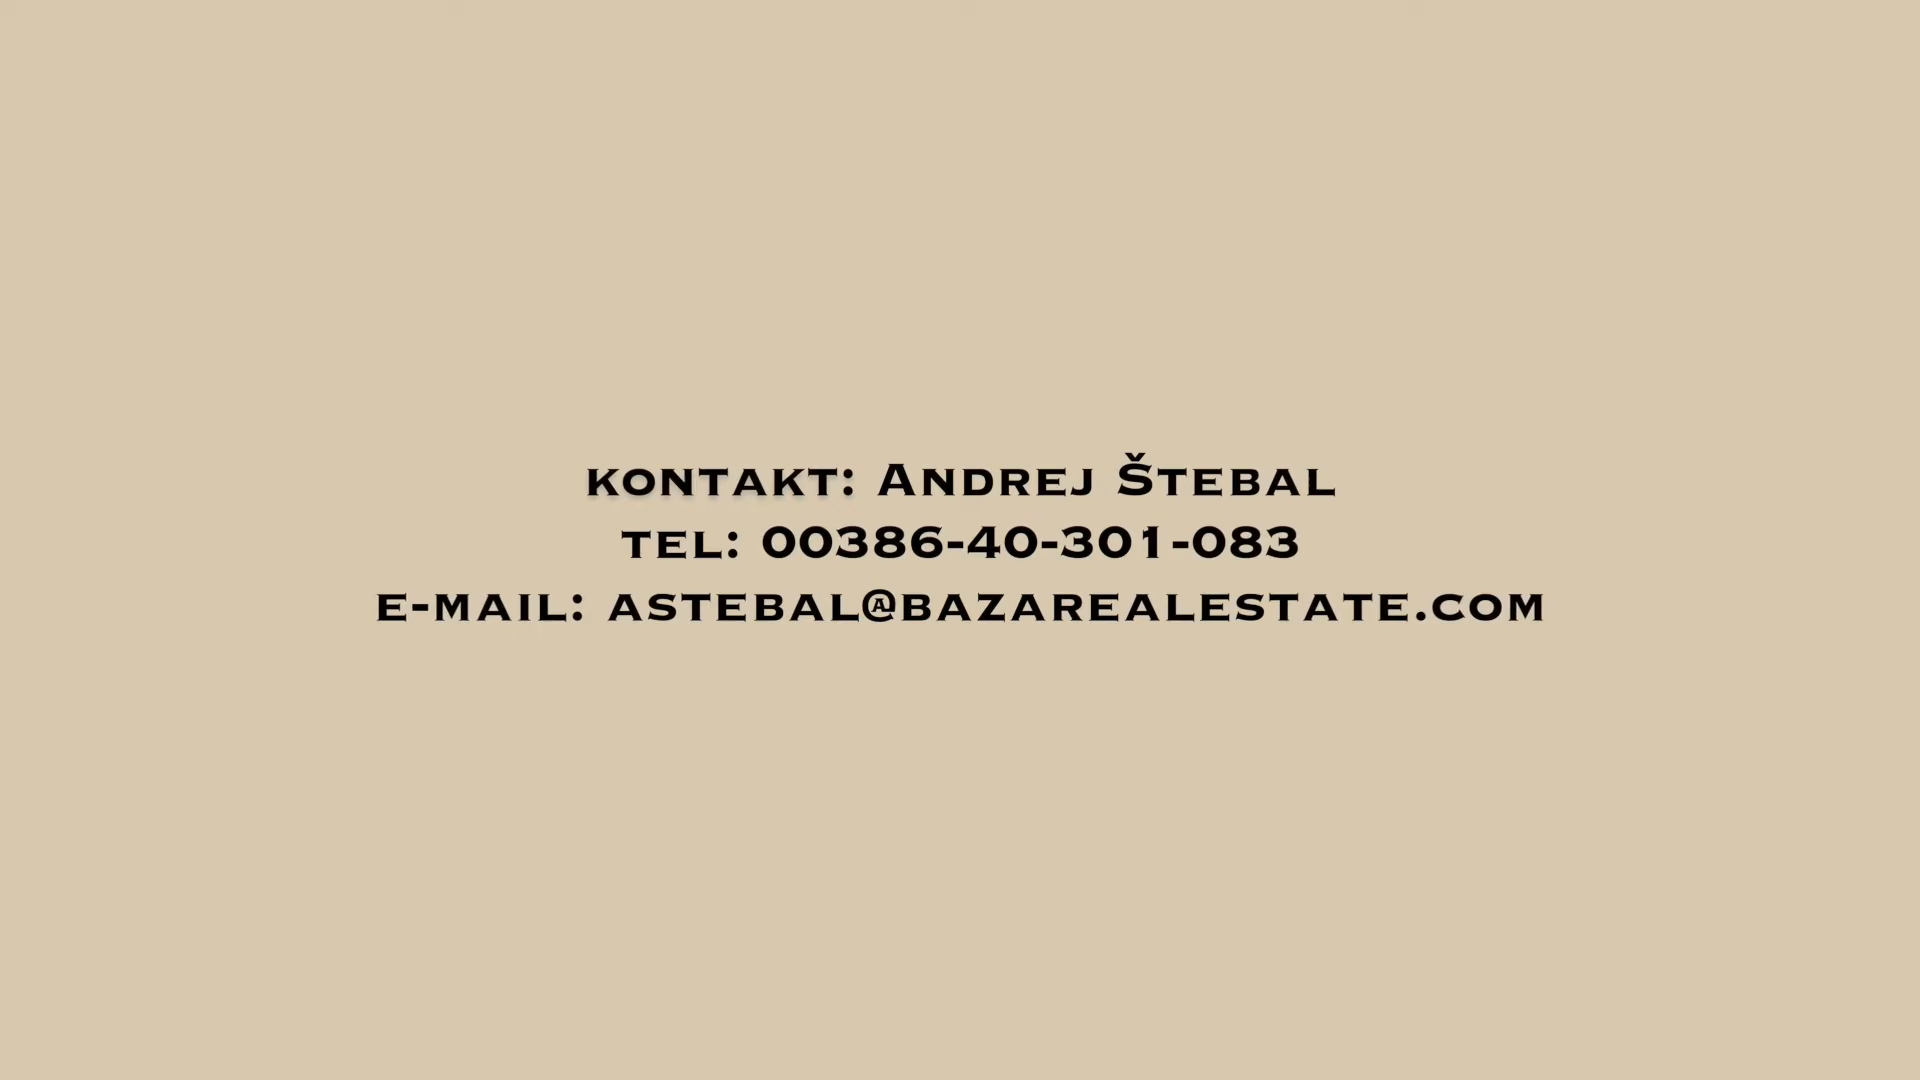 kontakt: Andrej Štebal
tel: 00386-40-301-083
e-mail: astebal@bazarealestate.com